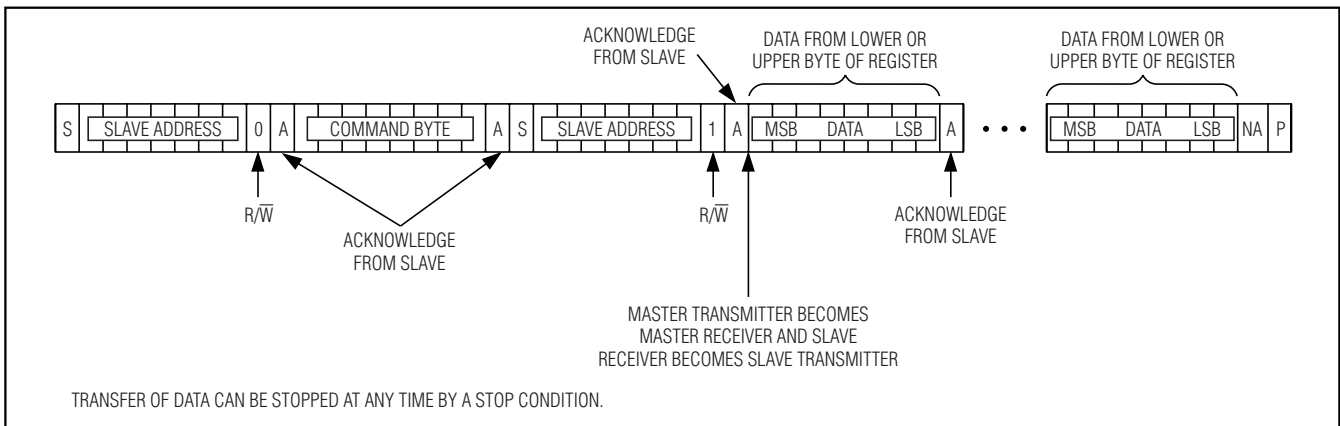 ACKNOWLEDGE
FROM SLAVE
DATA FROM LOWER OR
UPPER BYTE OF REGISTER
DATA FROM LOWER OR
UPPER BYTE OF REGISTER
S SLAVE ADDRESS 0 A COMMAND BYTE A S SLAVE ADDRESS 1 A MSB DATA LSB A • • • MSB DATA LSB NA P
R/W̅
ACKNOWLEDGE
FROM SLAVE
R/W̅
ACKNOWLEDGE
FROM SLAVE
MASTER TRANSMITTER BECOMES
MASTER RECEIVER AND SLAVE
RECEIVER BECOMES SLAVE TRANSMITTER
TRANSFER OF DATA CAN BE STOPPED AT ANY TIME BY A STOP CONDITION.